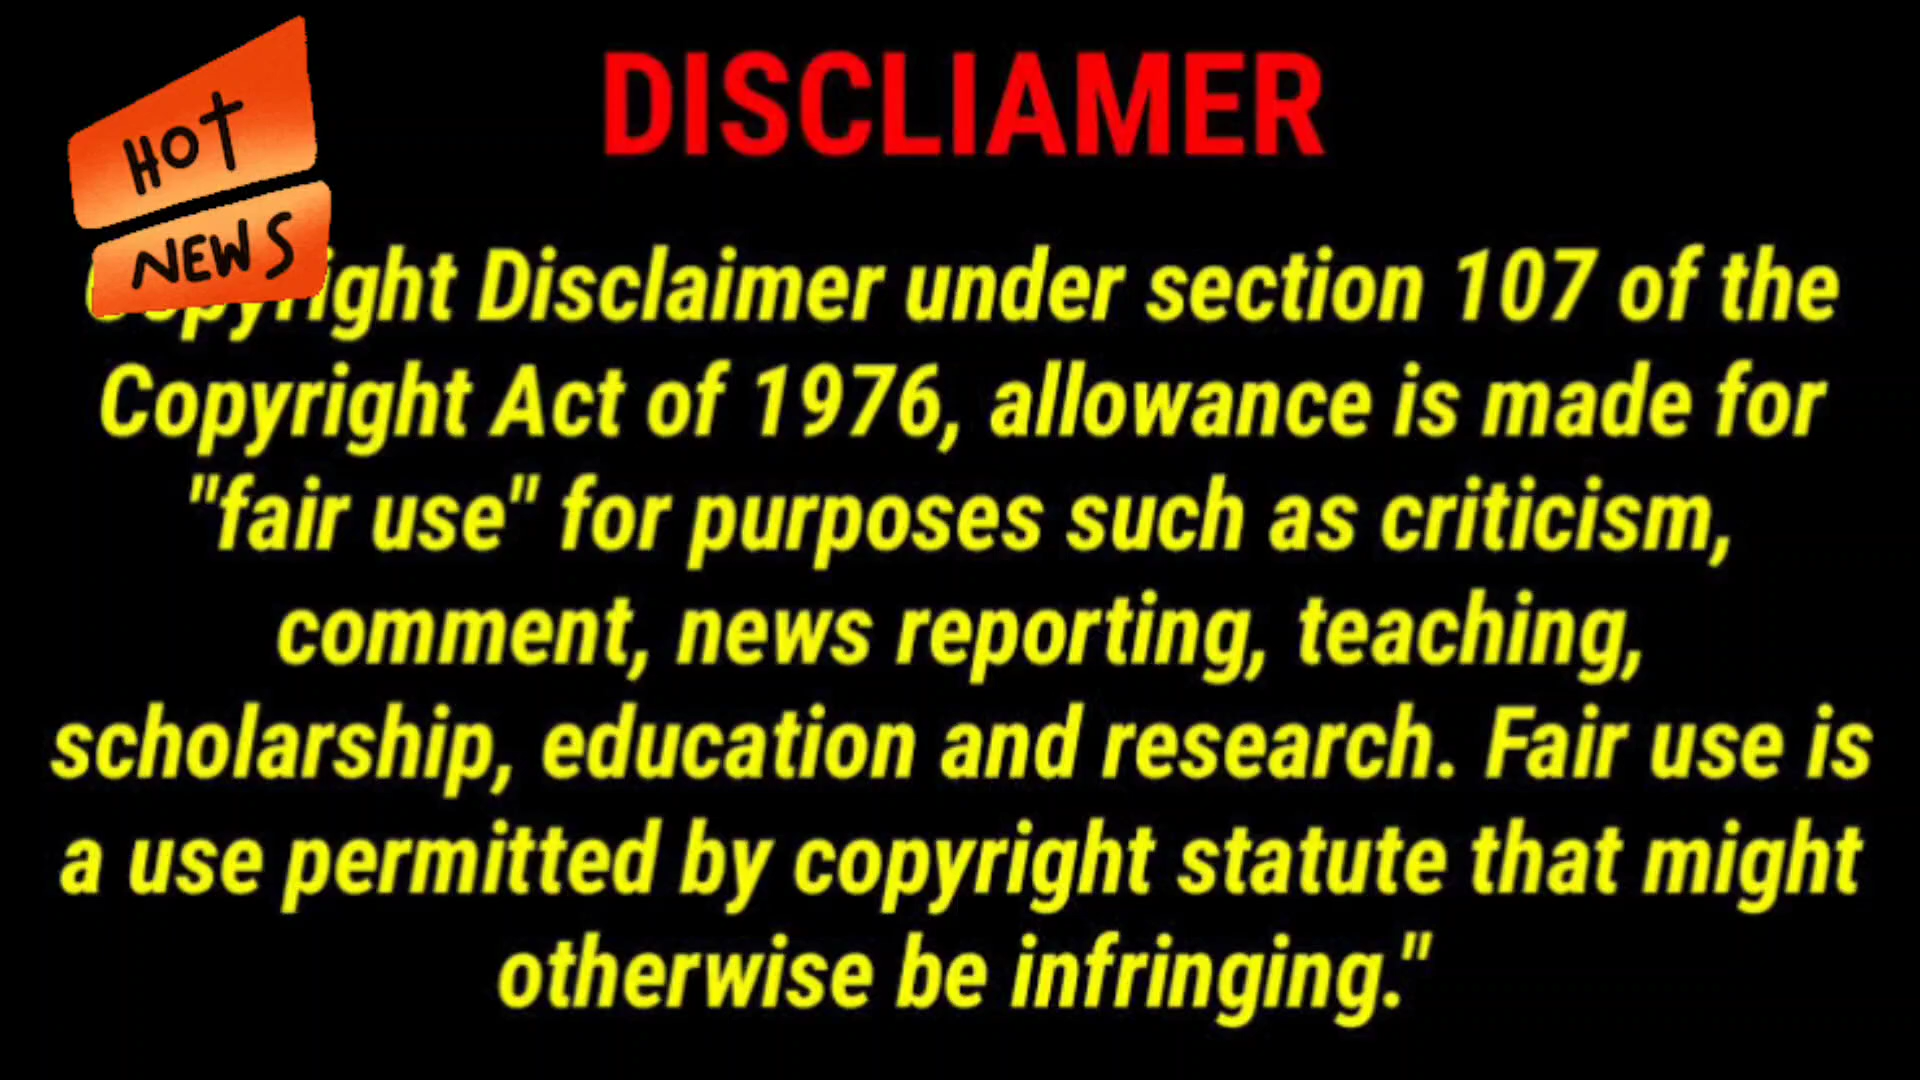 HOT
NEWS
DISCLIAMER
Copyright Disclaimer under section 107 of the
Copyright Act of 1976, allowance is made for
"fair use" for purposes such as criticism,
comment, news reporting, teaching,
scholarship, education and research. Fair use is
a use permitted by copyright statute that might
otherwise be infringing."